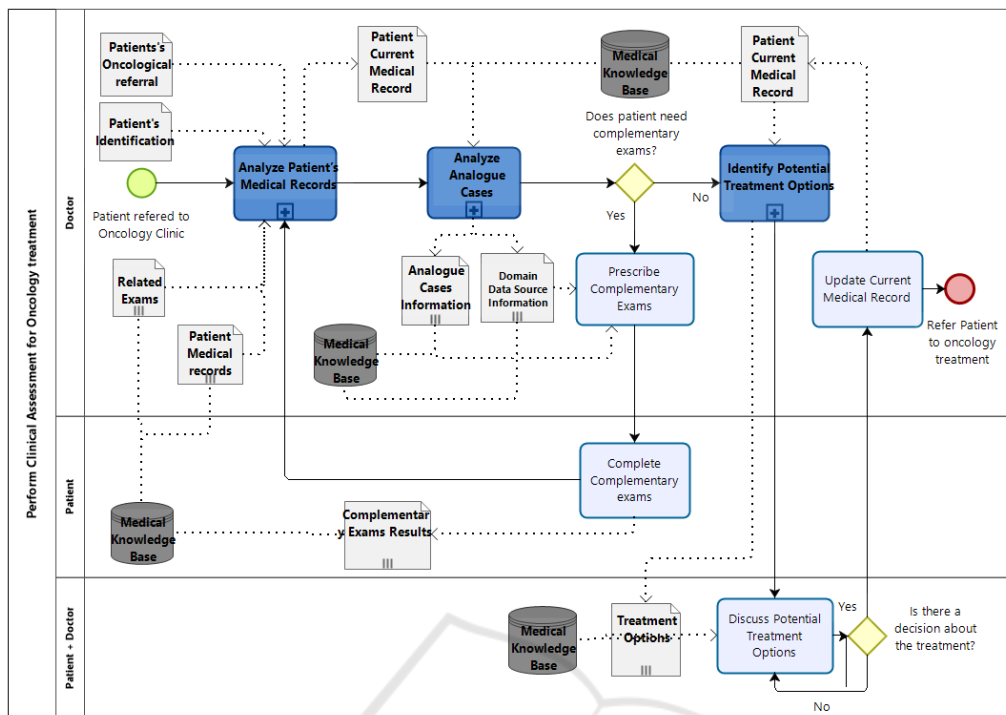 Perform Clinical Assessment for Oncology treatment
Doctor
Patients's
Oncological
referral
Patient's
Identification
Patient refered to
Oncology Clinic
Analyze Patient's
Medical Records
Patient
Current
Medical
Record
Analyze
Analogue
Cases
Medical
Knowledge
Base
Does patient need
complementary
exams?
No
Yes
Patient
Current
Medical
Record
Identify Potential
Treatment Options
Related
Exams
Patient
Medical
records
Analogue
Cases
Information
Domain
Data Source
Information
Medical
Knowledge
Base
Prescribe
Complementary
Exams
Update Current
Medical Record
Refer Patient
to oncology
treatment
Patient
Medical
Knowledge
Base
Complementar
y Exams Results
Complete
Complementary
exams
Patient + Doctor
Medical
Knowledge
Base
Treatment
Options
Discuss Potential
Treatment
Options
Yes
No
Is there a
decision about
the treatment?